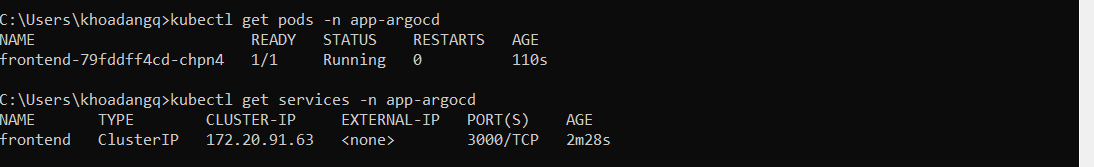 C:\Users\khoadangq>kubectl get pods -n app-argocd
NAME                        READY   STATUS    RESTARTS   AGE
frontend-79fddff4cd-chpn4   1/1     Running   0          110s

C:\Users\khoadangq>kubectl get services -n app-argocd
NAME       TYPE        CLUSTER-IP     EXTERNAL-IP   PORT(S)    AGE
frontend   ClusterIP   172.20.91.63   <none>        3000/TCP   2m28s